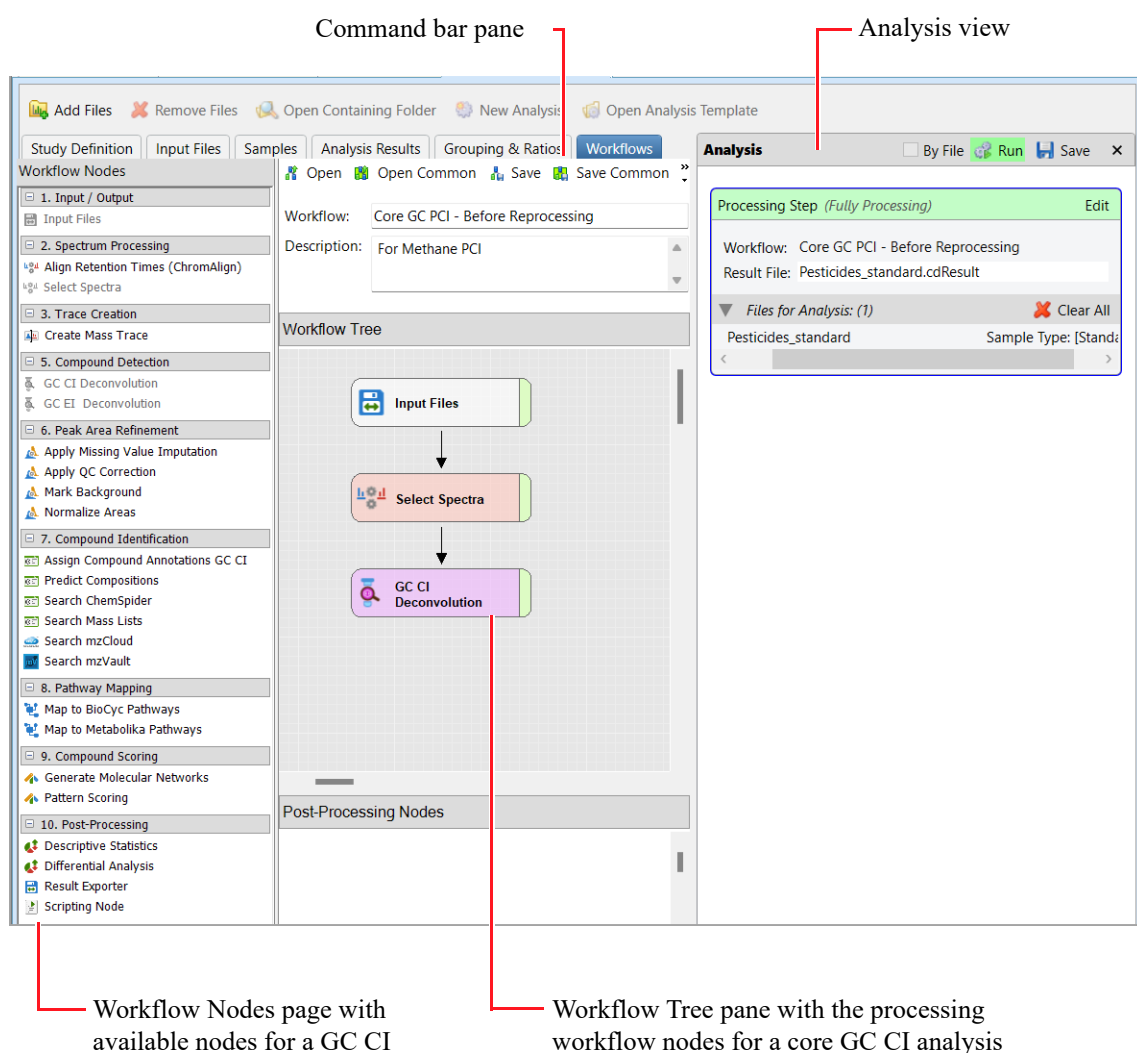 Command bar pane
Analysis view
Add Files Remove Files Open Containing Folder New Analysis Open Analysis Template
Study Definition Input Files Samples Analysis Results Grouping & Ratios Workflows
Workflow Nodes
1. Input / Output
Input Files
2. Spectrum Processing
Align Retention Times (ChromAlign)
Select Spectra
3. Trace Creation
Create Mass Trace
5. Compound Detection
GC CI Deconvolution
GC EI Deconvolution
6. Peak Area Refinement
Apply Missing Value Imputation
Apply QC Correction
Mark Background
Normalize Areas
7. Compound Identification
Assign Compound Annotations GC CI
Predict Compositions
Search ChemSpider
Search Mass Lists
Search mzCloud
Search mzVault
8. Pathway Mapping
Map to BioCyc Pathways
Map to Metabolika Pathways
9. Compound Scoring
Generate Molecular Networks
Pattern Scoring
10. Post-Processing
Descriptive Statistics
Differential Analysis
Result Exporter
Scripting Node
Open Open Common Save Save Common »
Workflow: Core GC PCI - Before Reprocessing
Description: For Methane PCI
Workflow Tree
Input Files
Select Spectra
GC CI
Deconvolution
Post-Processing Nodes
Analysis By File Run Save ×
Processing Step (Fully Processing) Edit
Workflow: Core GC PCI - Before Reprocessing
Result File: Pesticides_standard.cdResult
Files for Analysis: (1) Clear All
Pesticides_standard Sample Type: [Standa
Workflow Nodes page with
available nodes for a GC CI
Workflow Tree pane with the processing
workflow nodes for a core GC CI analysis